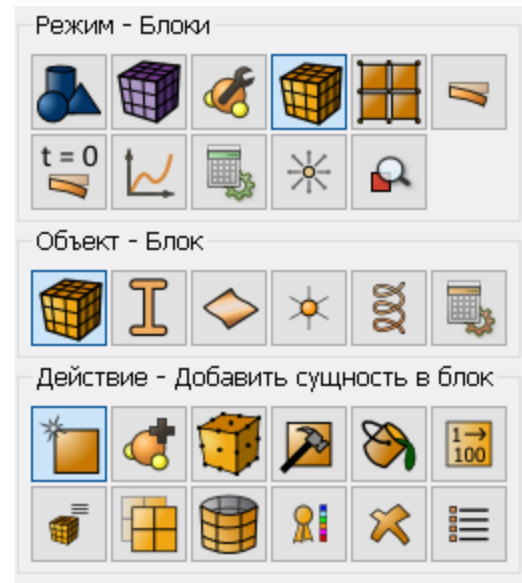 Режим - Блоки
t = 0
Объект - Блок
Действие - Добавить сущность в блок
1→
100